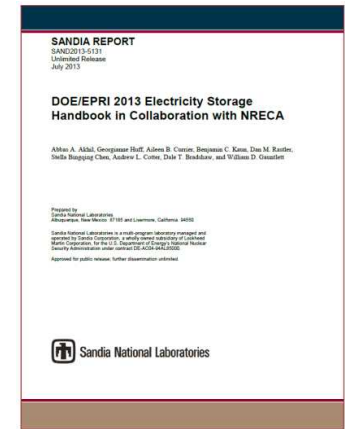 SANDIA REPORT
SAND2013-5131
Unlimited Release
July 2013
DOE/EPRI 2013 Electricity Storage
Handbook in Collaboration with NRECA
Abbas A. Akhil, Georgianne Huff, Aileen B. Currier, Benjamin C. Kaun, Dan M. Rastler,
Stella Bingqing Chen, Andrew L. Cotter, Dale T. Bradshaw, and William D. Gauntlett
Prepared by
Sandia National Laboratories
Albuquerque, New Mexico 87185 and Livermore, California 94550
Sandia National Laboratories is a multi-program laboratory managed and
operated by Sandia Corporation, a wholly owned subsidiary of Lockheed
Martin Corporation, for the U.S. Department of Energy's National Nuclear
Security Administration under contract DE-AC04-94AL85000.
Approved for public release; further dissemination unlimited.
Sandia National Laboratories